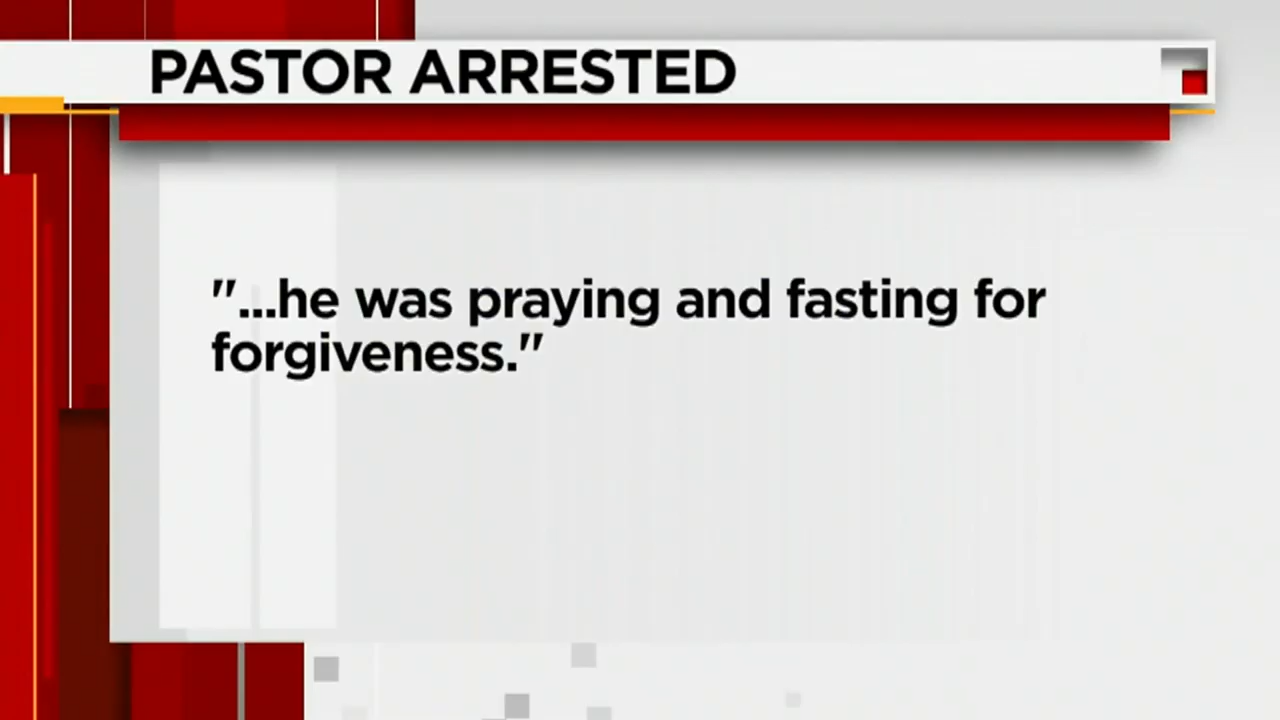 PASTOR ARRESTED
"...he was praying and fasting for
forgiveness."